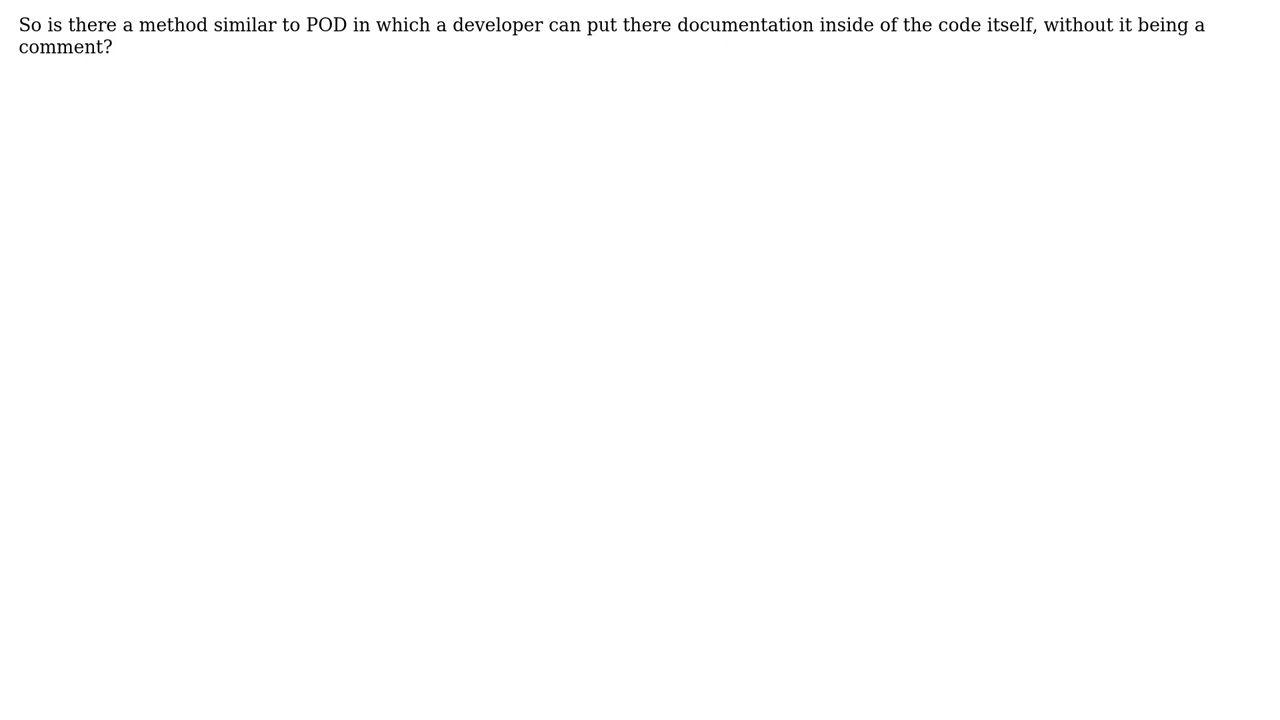 So is there a method similar to POD in which a developer can put there documentation inside of the code itself, without it being a
comment?